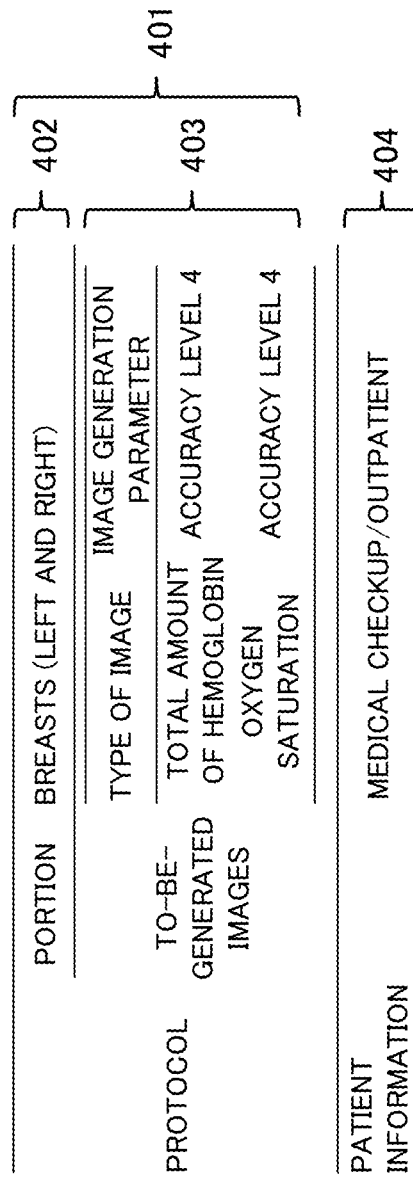 PORTION BREASTS (LEFT AND RIGHT) 402
TYPE OF IMAGE IMAGE GENERATION
PARAMETER
PROTOCOL TO-BE-
GENERATED
IMAGES
TOTAL AMOUNT
OF HEMOGLOBIN ACCURACY LEVEL 4
OXYGEN
SATURATION ACCURACY LEVEL 4
403
401
PATIENT
INFORMATION MEDICAL CHECKUP/OUTPATIENT 404